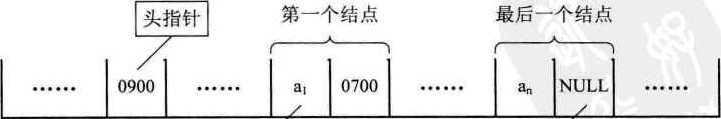 头指针 第一个结点 最后一个结点
…… 0900 …… a₁ 0700 …… aₙ NULL ……